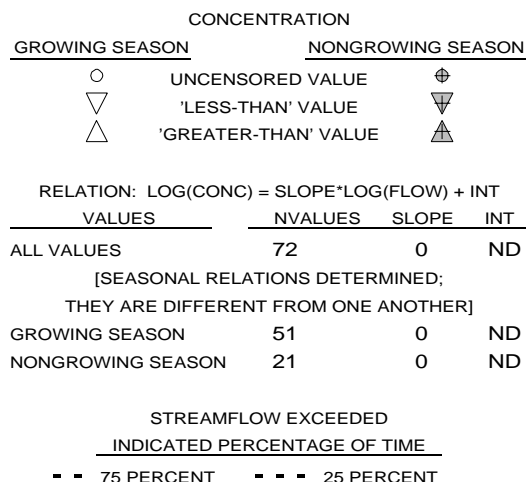 CONCENTRATION
GROWING SEASON NONGROWING SEASON
UNCENSORED VALUE
'LESS-THAN' VALUE
'GREATER-THAN' VALUE
RELATION: LOG(CONC) = SLOPE*LOG(FLOW) + INT
VALUES NVALUES SLOPE INT
ALL VALUES 72 0 ND
[SEASONAL RELATIONS DETERMINED;
THEY ARE DIFFERENT FROM ONE ANOTHER]
GROWING SEASON 51 0 ND
NONGROWING SEASON 21 0 ND
STREAMFLOW EXCEEDED
INDICATED PERCENTAGE OF TIME
75 PERCENT 25 PERCENT